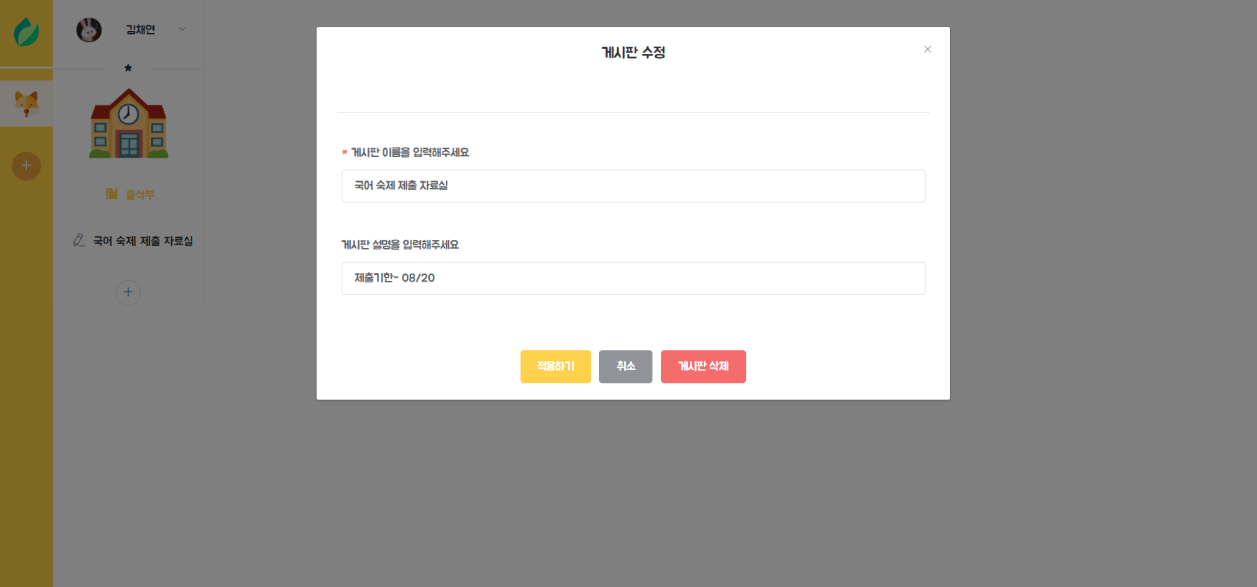 김채연
출석부
국어 숙제 제출 자료실
게시판 수정
* 게시판 이름을 입력해주세요
국어 숙제 제출 자료실
게시판 설명을 입력해주세요
제출기한- 08/20
적용하기 취소 게시판 삭제